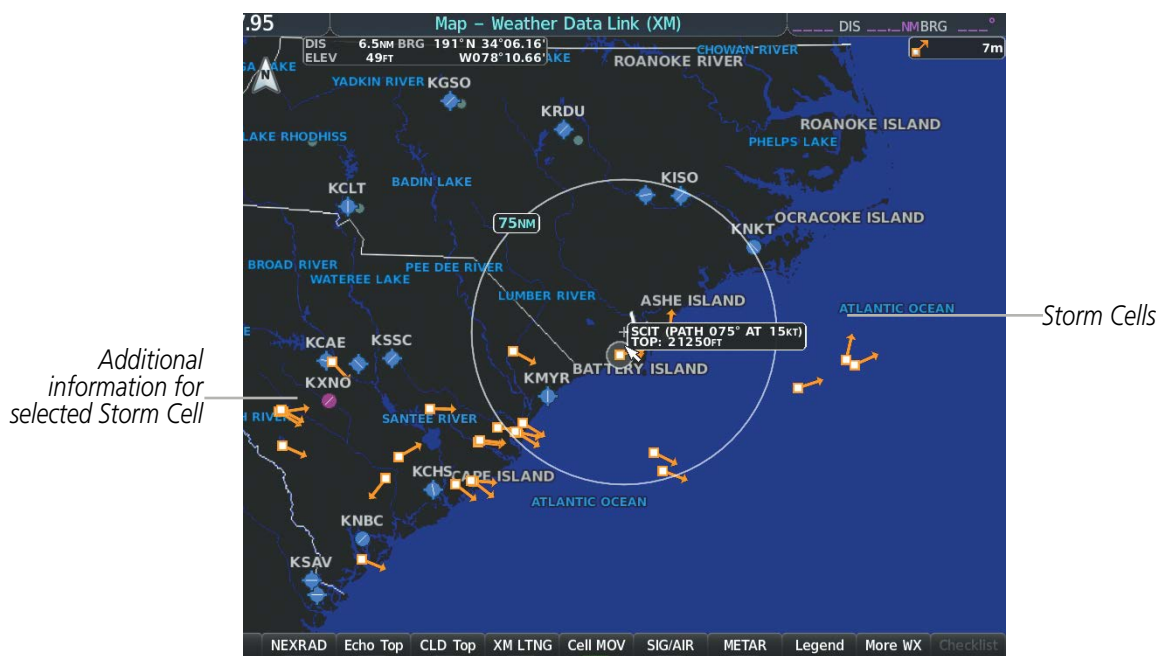 .95
Map – Weather Data Link (XM)
DIS __._NM BRG ___°
DIS 6.5NM BRG 191° N 34°06.16'
ELEV 49FT W078°10.66'
7m
N
CHOWAN RIVER
ROANOKE RIVER
YADKIN RIVER
KGSO
KRDU
ROANOKE ISLAND
LAKE RHODHISS
PHELPS LAKE
KCLT
BADIN LAKE
KISO
75NM
OCRACOKE ISLAND
KNKT
BROAD RIVER
PEE DEE RIVER
WATEREE LAKE
LUMBER RIVER
ASHE ISLAND
ATLANTIC OCEAN
Storm Cells
SCIT (PATH 075° AT 15KT)
TOP: 21250FT
KCAE
KSSC
BATTERY ISLAND
Additional
information for
selected Storm Cell
KXNO
KMYR
SANTEE RIVER
KCHS
CAPE ISLAND
ATLANTIC OCEAN
KNBC
KSAV
NEXRAD Echo Top CLD Top XM LTNG Cell MOV SIG/AIR METAR Legend More WX Checklist